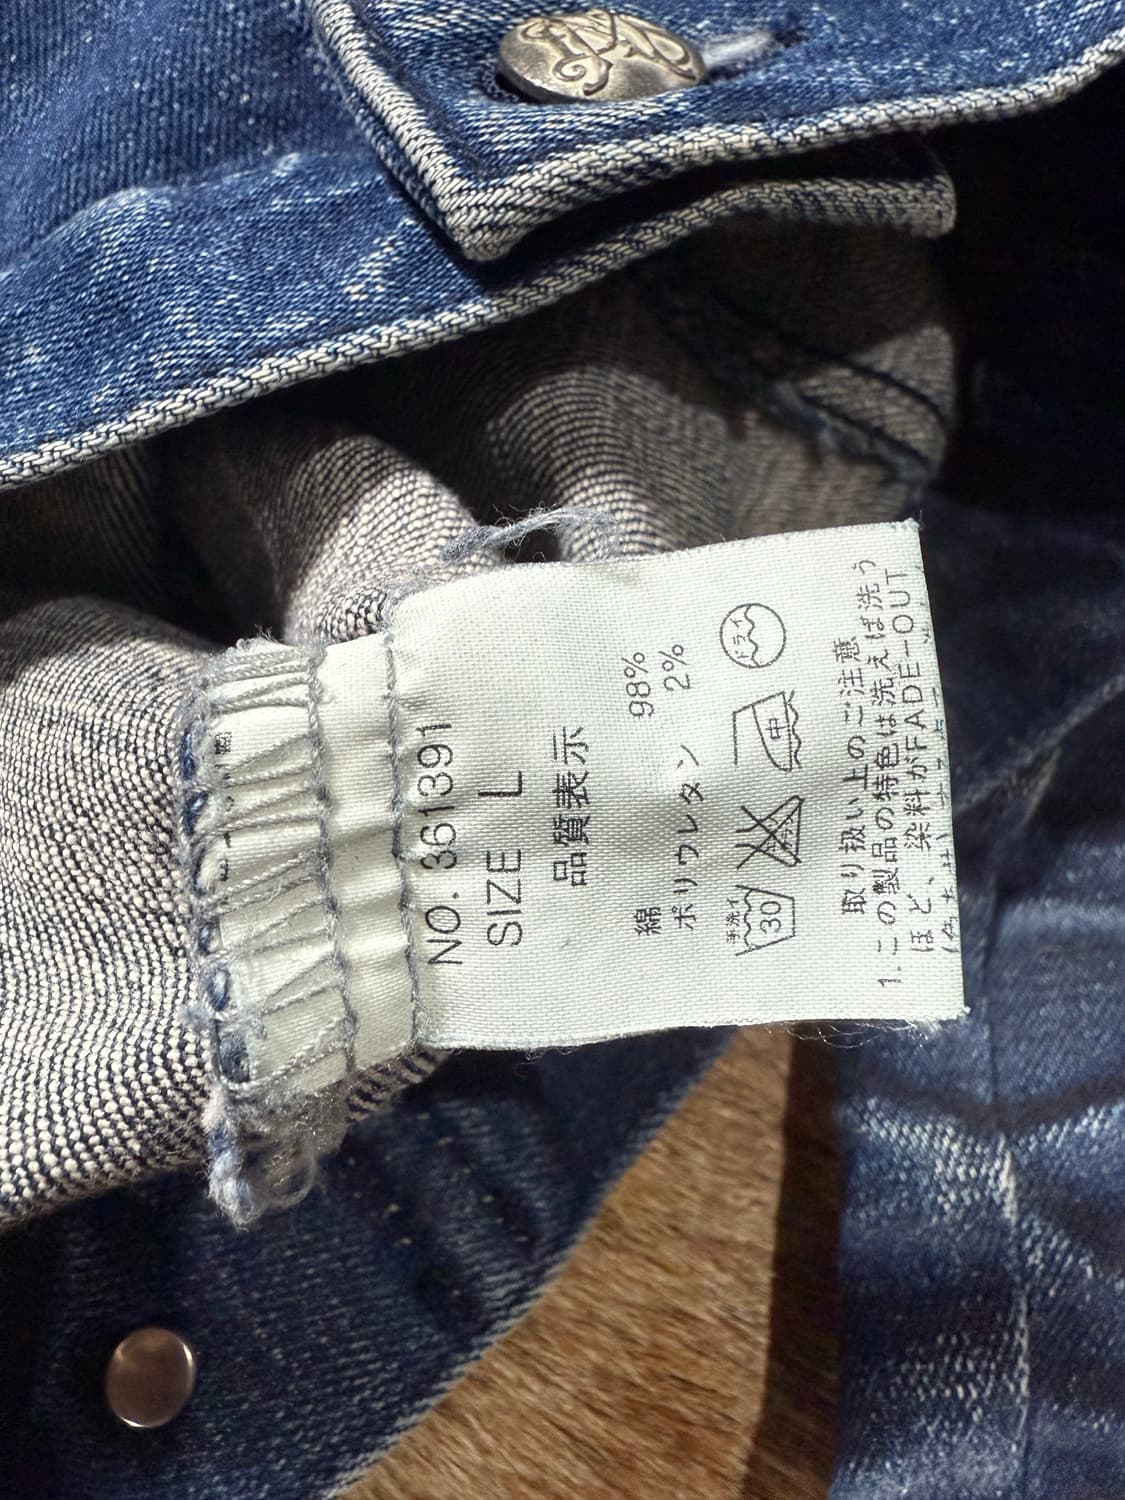 NO. 361391
SIZE L
品質表示
綿 98%
ポリウレタン 2%
手洗イ 30 中 ドライ
取り扱い上のご注意
1. この製品の特色は洗えば洗う
ほど、染料がFADE-OUT